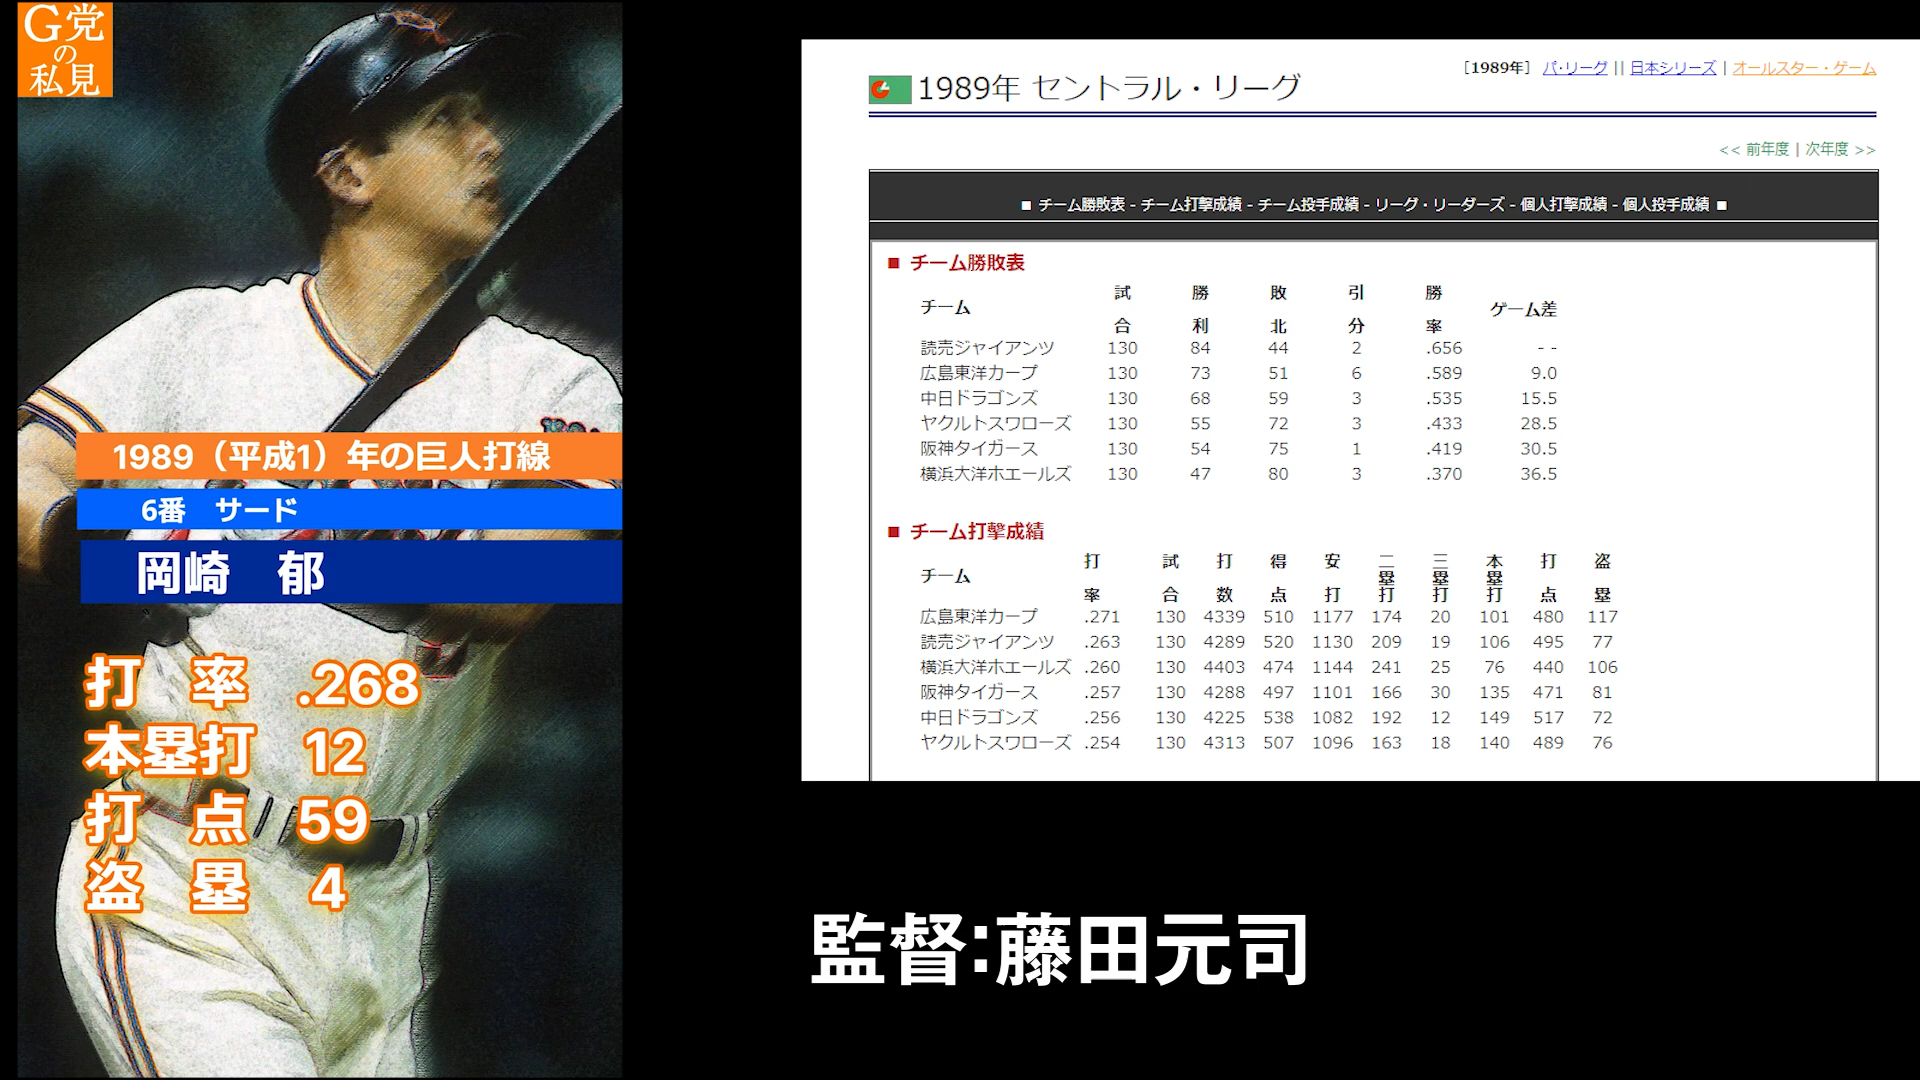 G党
の
私見
1989（平成1）年の巨人打線
6番　サード
岡崎　郁
打　率　.268
本塁打　12
打　点　59
盗　塁　4
［1989年］ パ・リーグ || 日本シリーズ | オールスター・ゲーム
1989年 セントラル・リーグ
<< 前年度 | 次年度 >>
■ チーム勝敗表 - チーム打撃成績 - チーム投手成績 - リーグ・リーダーズ - 個人打撃成績 - 個人投手成績 ■
■ チーム勝敗表
チーム 試合 勝利 敗北 引分 勝率 ゲーム差
読売ジャイアンツ 130 84 44 2 .656 - -
広島東洋カープ 130 73 51 6 .589 9.0
中日ドラゴンズ 130 68 59 3 .535 15.5
ヤクルトスワローズ 130 55 72 3 .433 28.5
阪神タイガース 130 54 75 1 .419 30.5
横浜大洋ホエールズ 130 47 80 3 .370 36.5
■ チーム打撃成績
チーム 打率 試合 打数 得点 安打 二塁打 三塁打 本塁打 打点 盗塁
広島東洋カープ .271 130 4339 510 1177 174 20 101 480 117
読売ジャイアンツ .263 130 4289 520 1130 209 19 106 495 77
横浜大洋ホエールズ .260 130 4403 474 1144 241 25 76 440 106
阪神タイガース .257 130 4288 497 1101 166 30 135 471 81
中日ドラゴンズ .256 130 4225 538 1082 192 12 149 517 72
ヤクルトスワローズ .254 130 4313 507 1096 163 18 140 489 76
監督:藤田元司